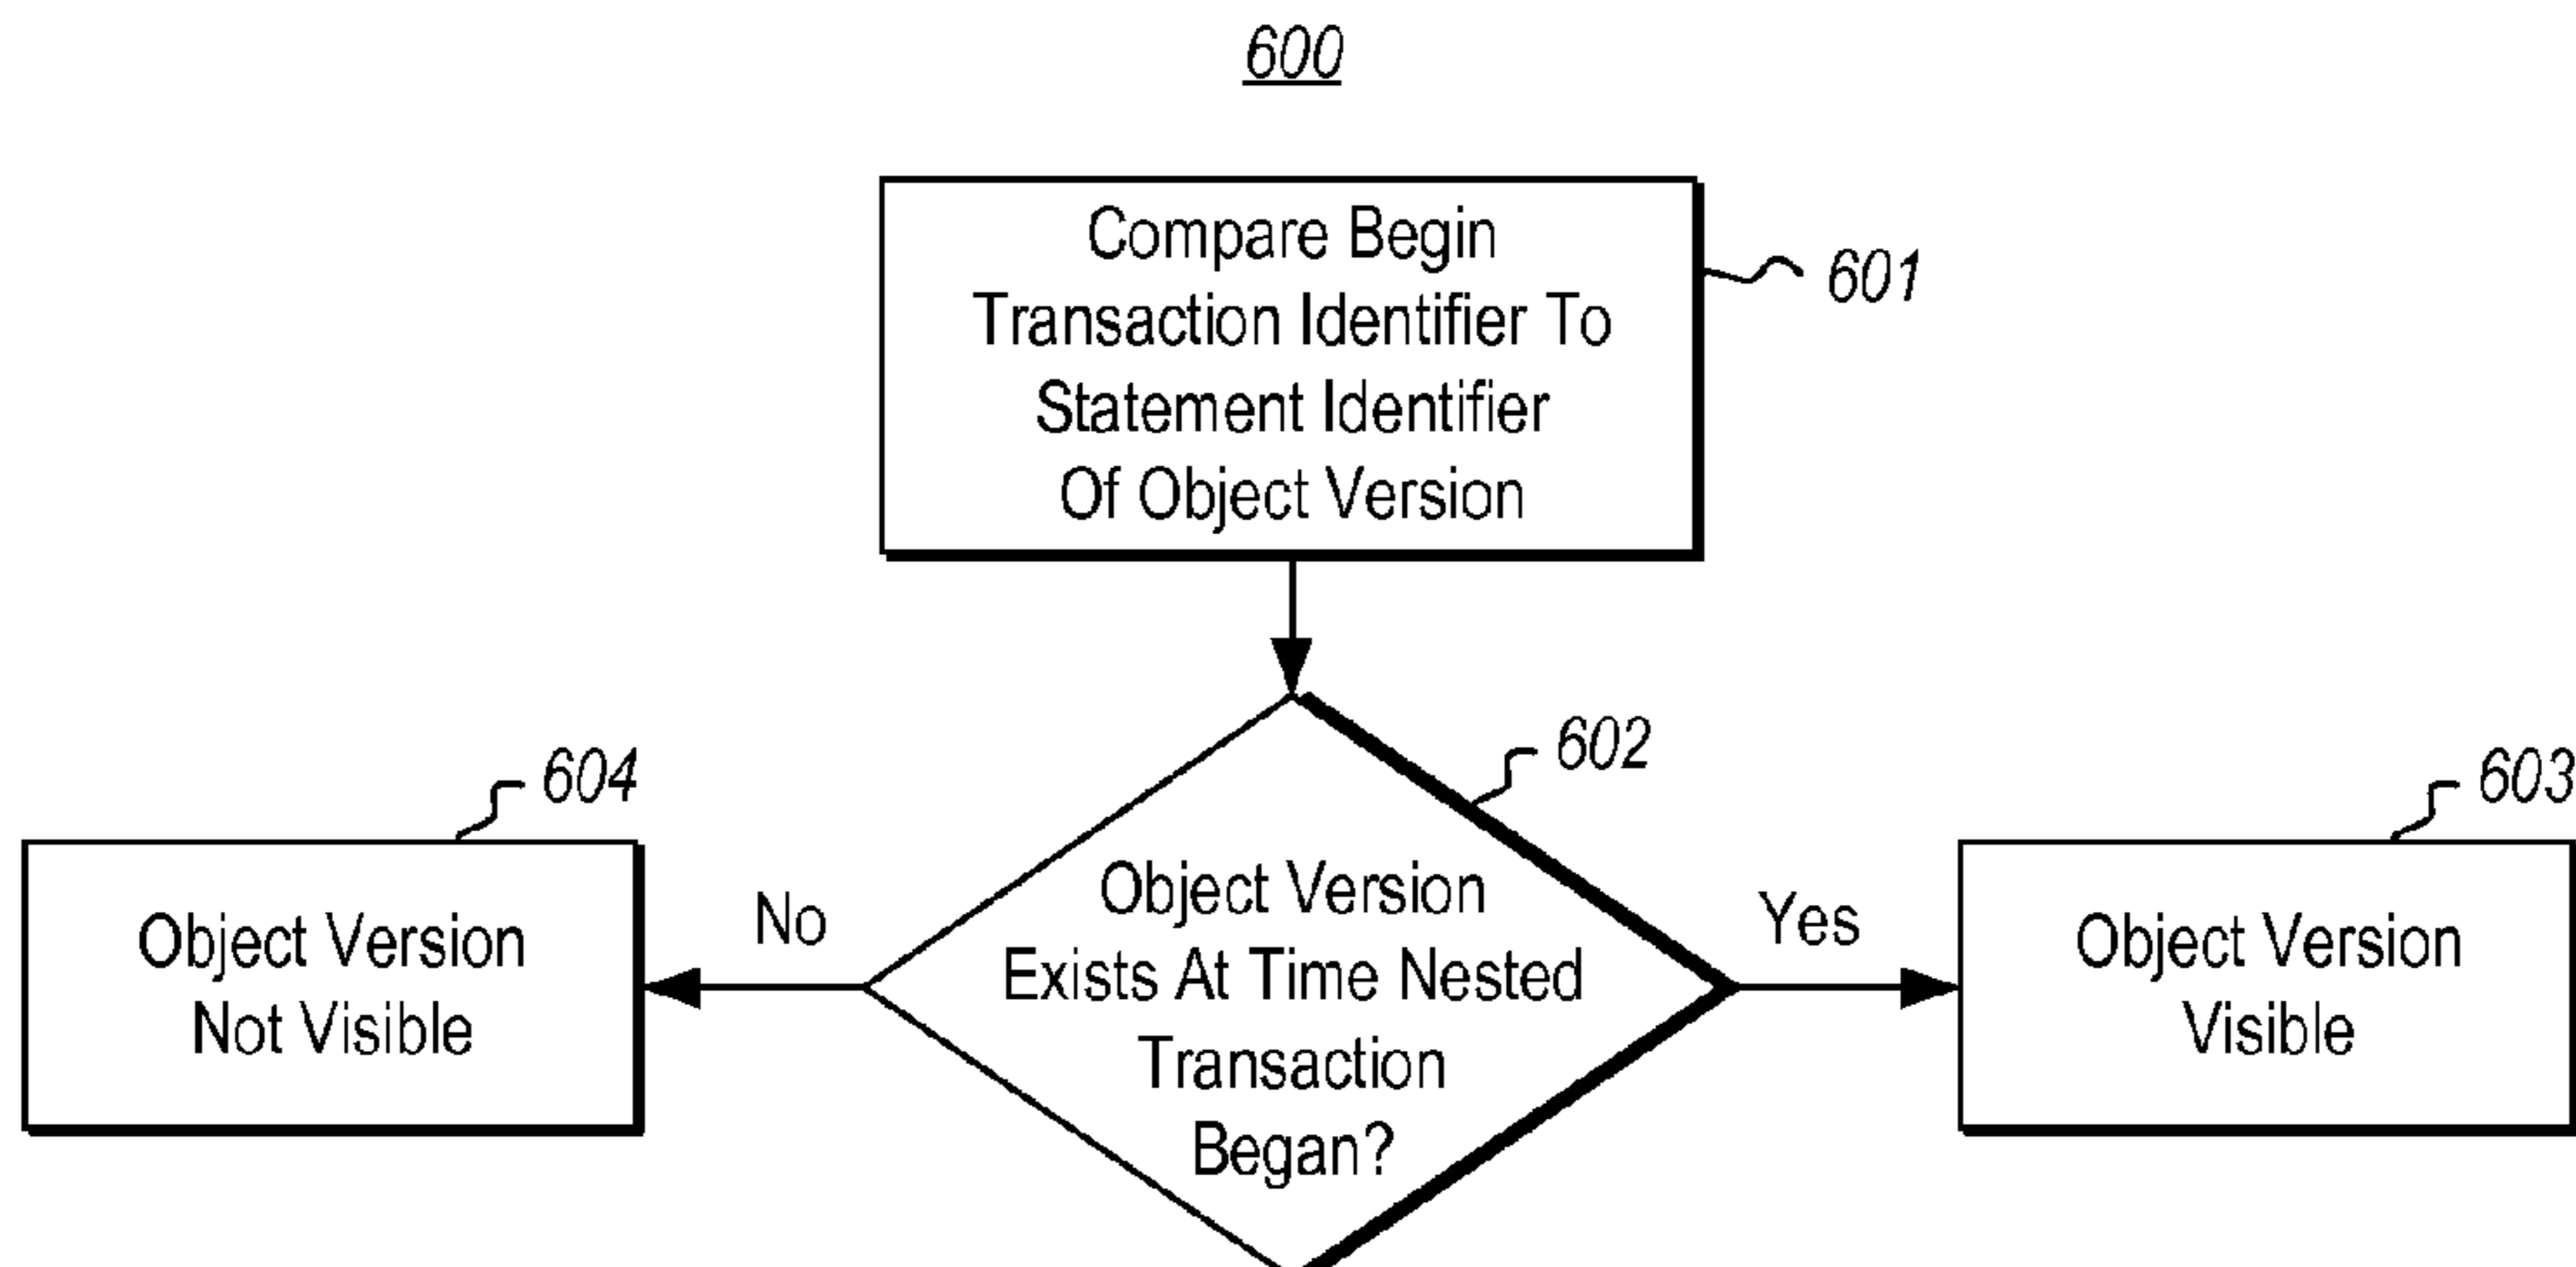 600
Compare Begin
Transaction Identifier To
Statement Identifier
Of Object Version
601
602
604
603
Object Version
Not Visible
No
Object Version
Exists At Time Nested
Transaction
Began?
Yes
Object Version
Visible